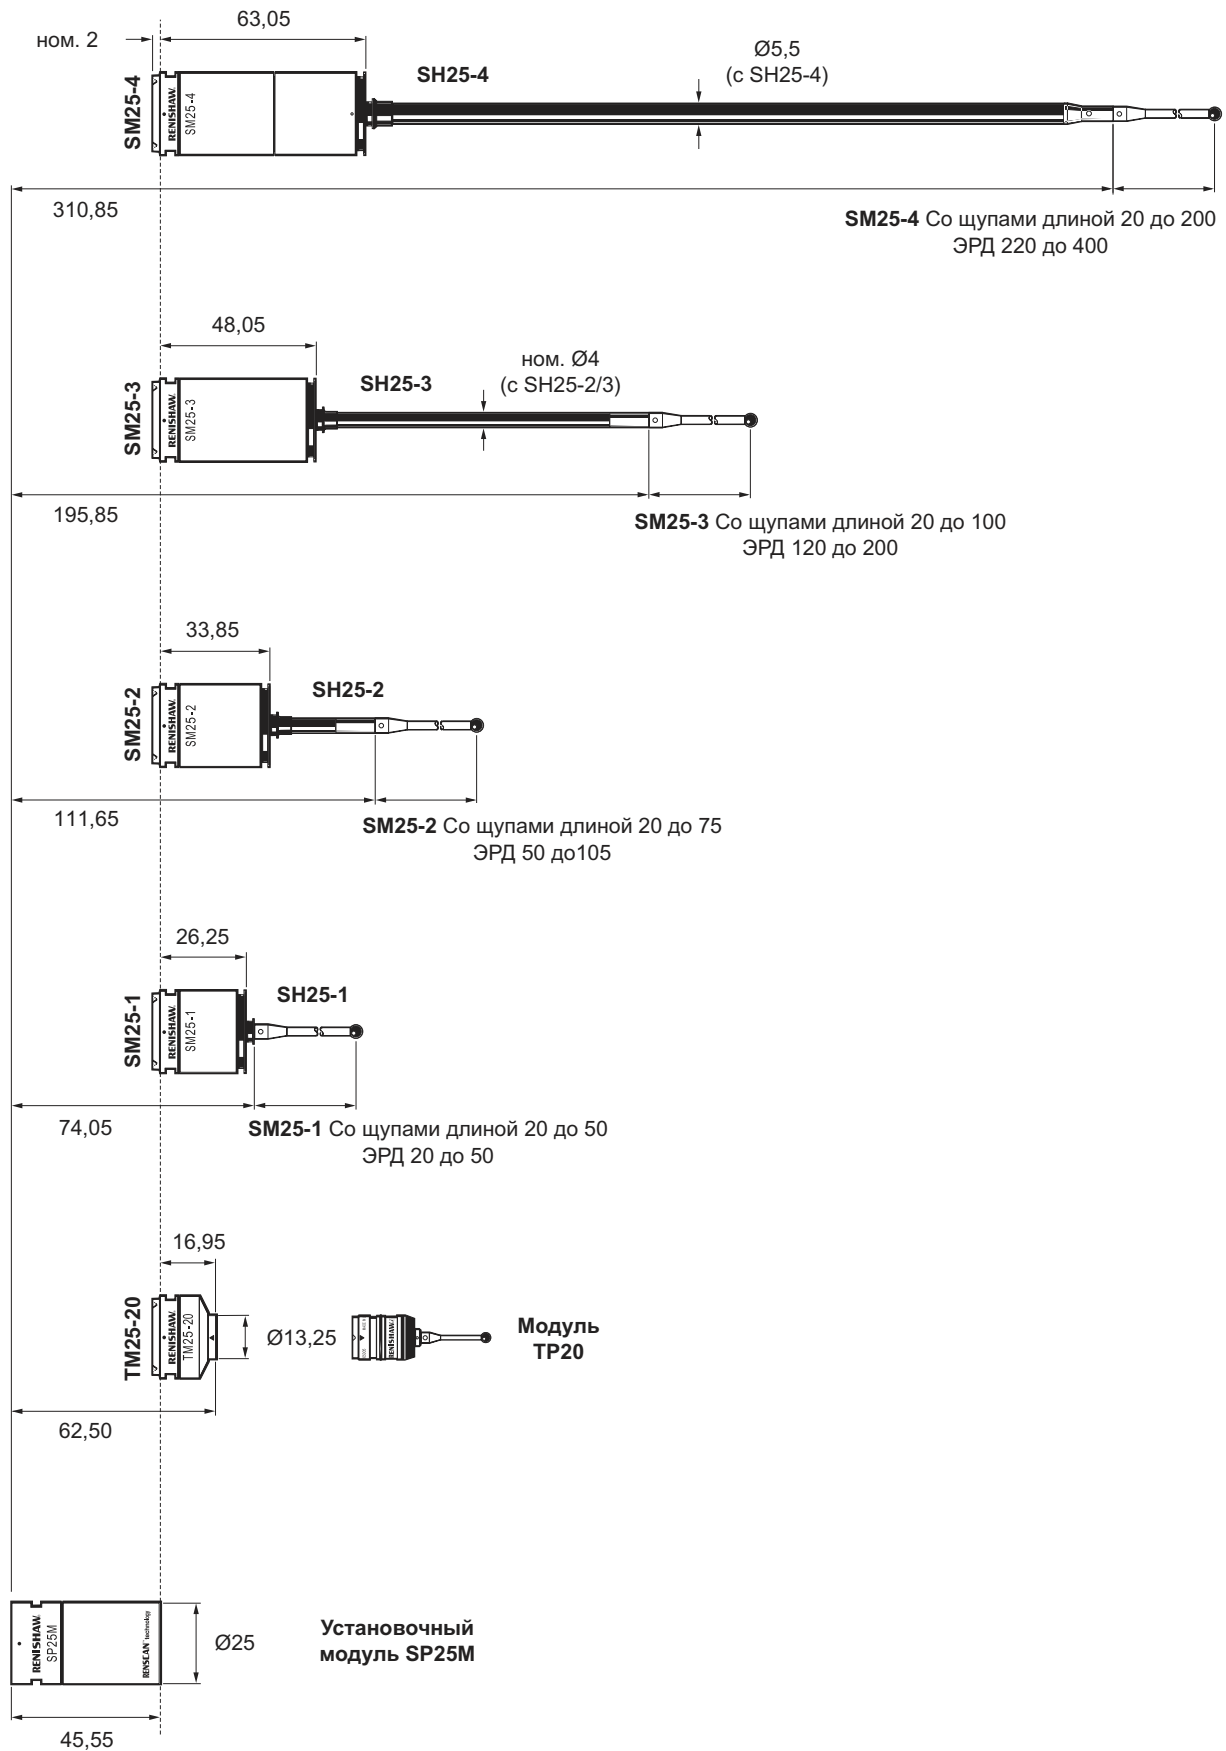 63,05
ном. 2
Ø5,5
(с SH25-4)
SH25-4
SM25-4
RENISHAW.
SM25-4
310,85
SM25-4 Со щупами длиной 20 до 200
ЭРД 220 до 400
48,05
ном. Ø4
(с SH25-2/3)
SH25-3
SM25-3
RENISHAW.
SM25-3
195,85
SM25-3 Со щупами длиной 20 до 100
ЭРД 120 до 200
33,85
SH25-2
SM25-2
RENISHAW.
SM25-2
111,65
SM25-2 Со щупами длиной 20 до 75
ЭРД 50 до105
26,25
SH25-1
SM25-1
RENISHAW.
SM25-1
74,05
SM25-1 Со щупами длиной 20 до 50
ЭРД 20 до 50
16,95
TM25-20
RENISHAW.
TM25-20
Ø13,25
RENISHAW
Модуль
TP20
62,50
RENISHAW.
SP25M
RENSCAN technology
Ø25
Установочный
модуль SP25M
45,55